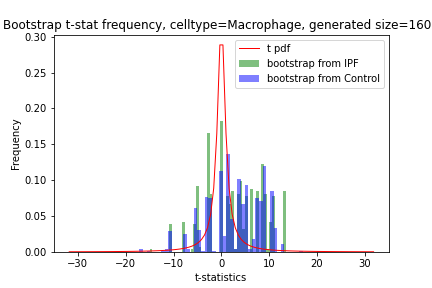 Bootstrap t-stat frequency, celltype=Macrophage, generated size=160
0.30
0.25
0.20
0.15
0.10
0.05
0.00
Frequency
t pdf
bootstrap from IPF
bootstrap from Control
−30
−20
−10
0
10
20
30
t-statistics